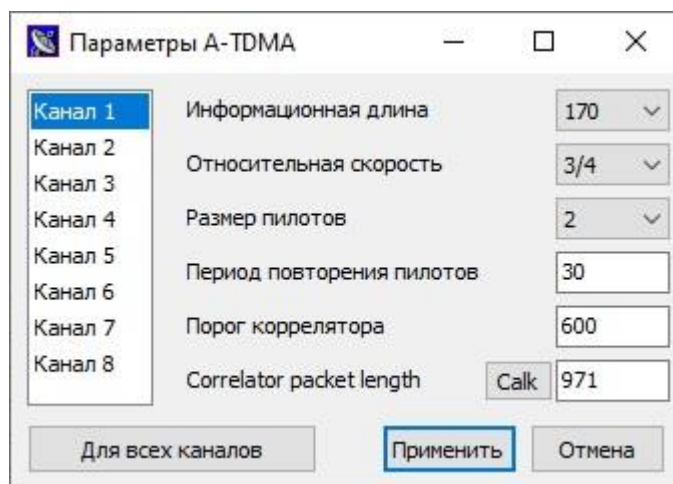 Параметры A-TDMA
Канал 1
Канал 2
Канал 3
Канал 4
Канал 5
Канал 6
Канал 7
Канал 8
Информационная длина 170
Относительная скорость 3/4
Размер пилотов 2
Период повторения пилотов 30
Порог коррелятора 600
Correlator packet length Calk 971
Для всех каналов Применить Отмена